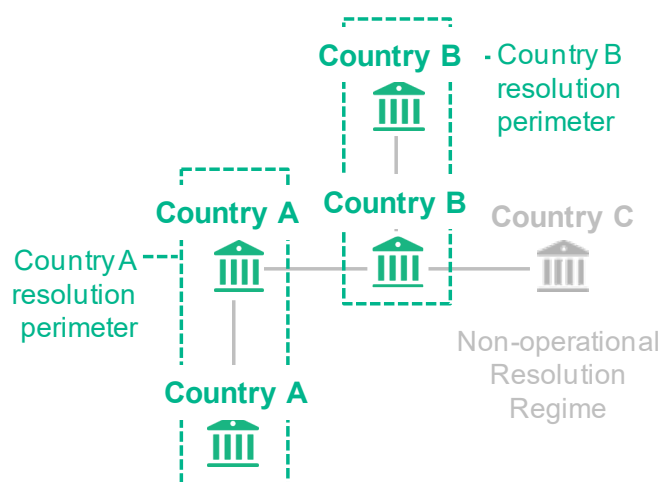 Country B
Country B
resolution
perimeter
Country A
Country B
Country C
Country A
resolution
perimeter
Non-operational
Resolution
Regime
Country A